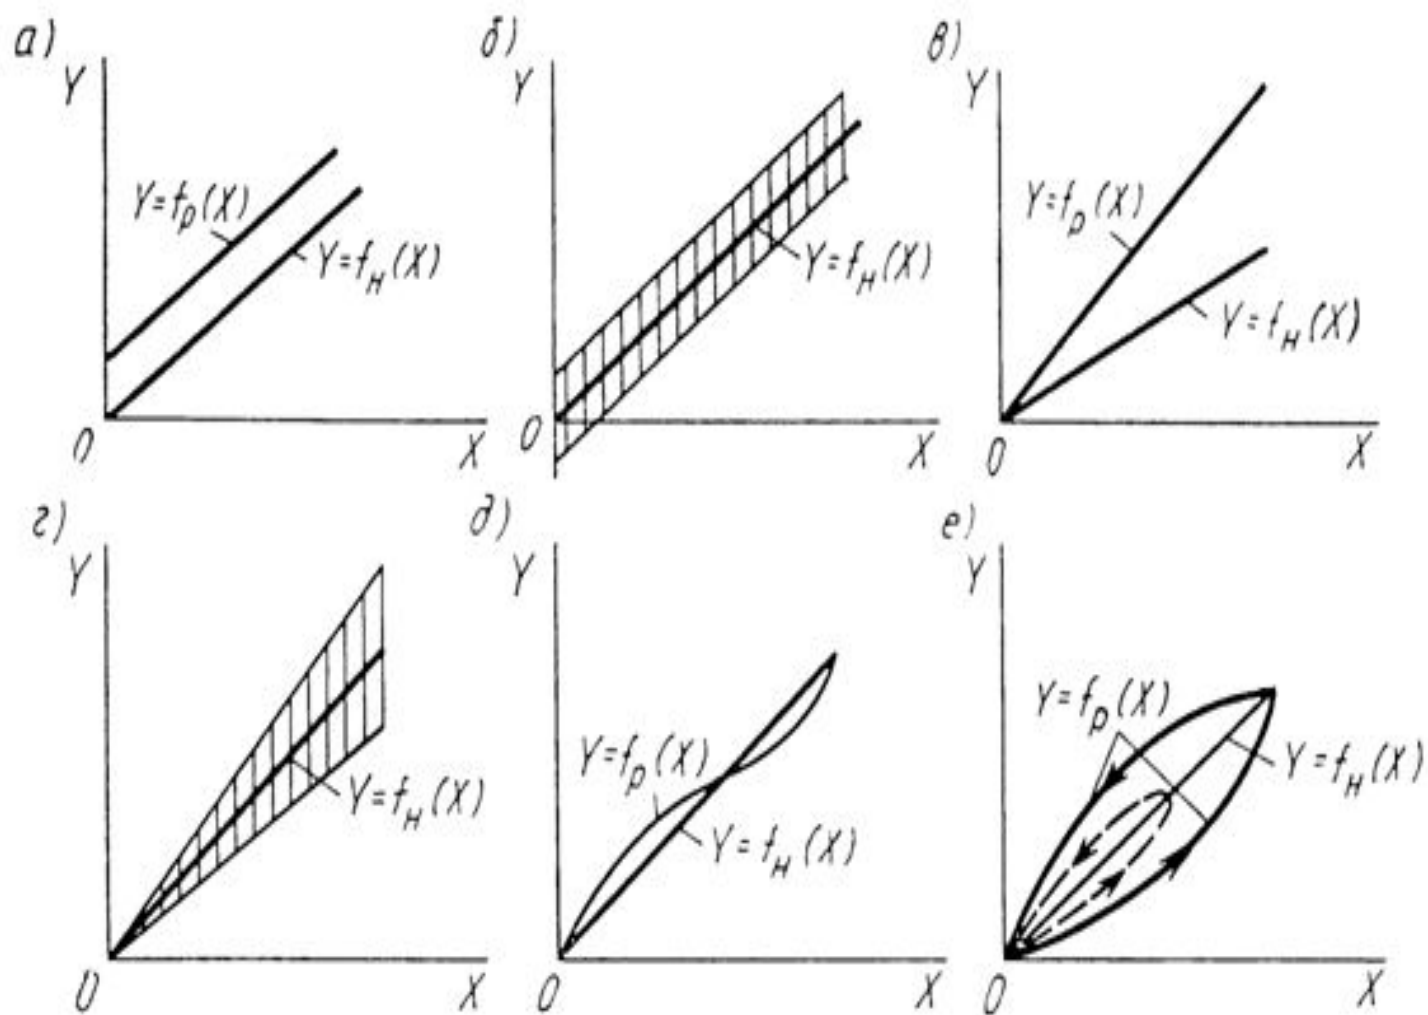 а)
Y
Y=fр(X)
Y=fн(X)
0
X
б)
Y
Y=fн(X)
0
X
в)
Y
Y=fр(X)
Y=fн(X)
0
X
г)
Y
Y=fн(X)
0
X
д)
Y
Y=fр(X)
Y=fн(X)
0
X
е)
Y
Y=fр(X)
Y=fн(X)
0
X